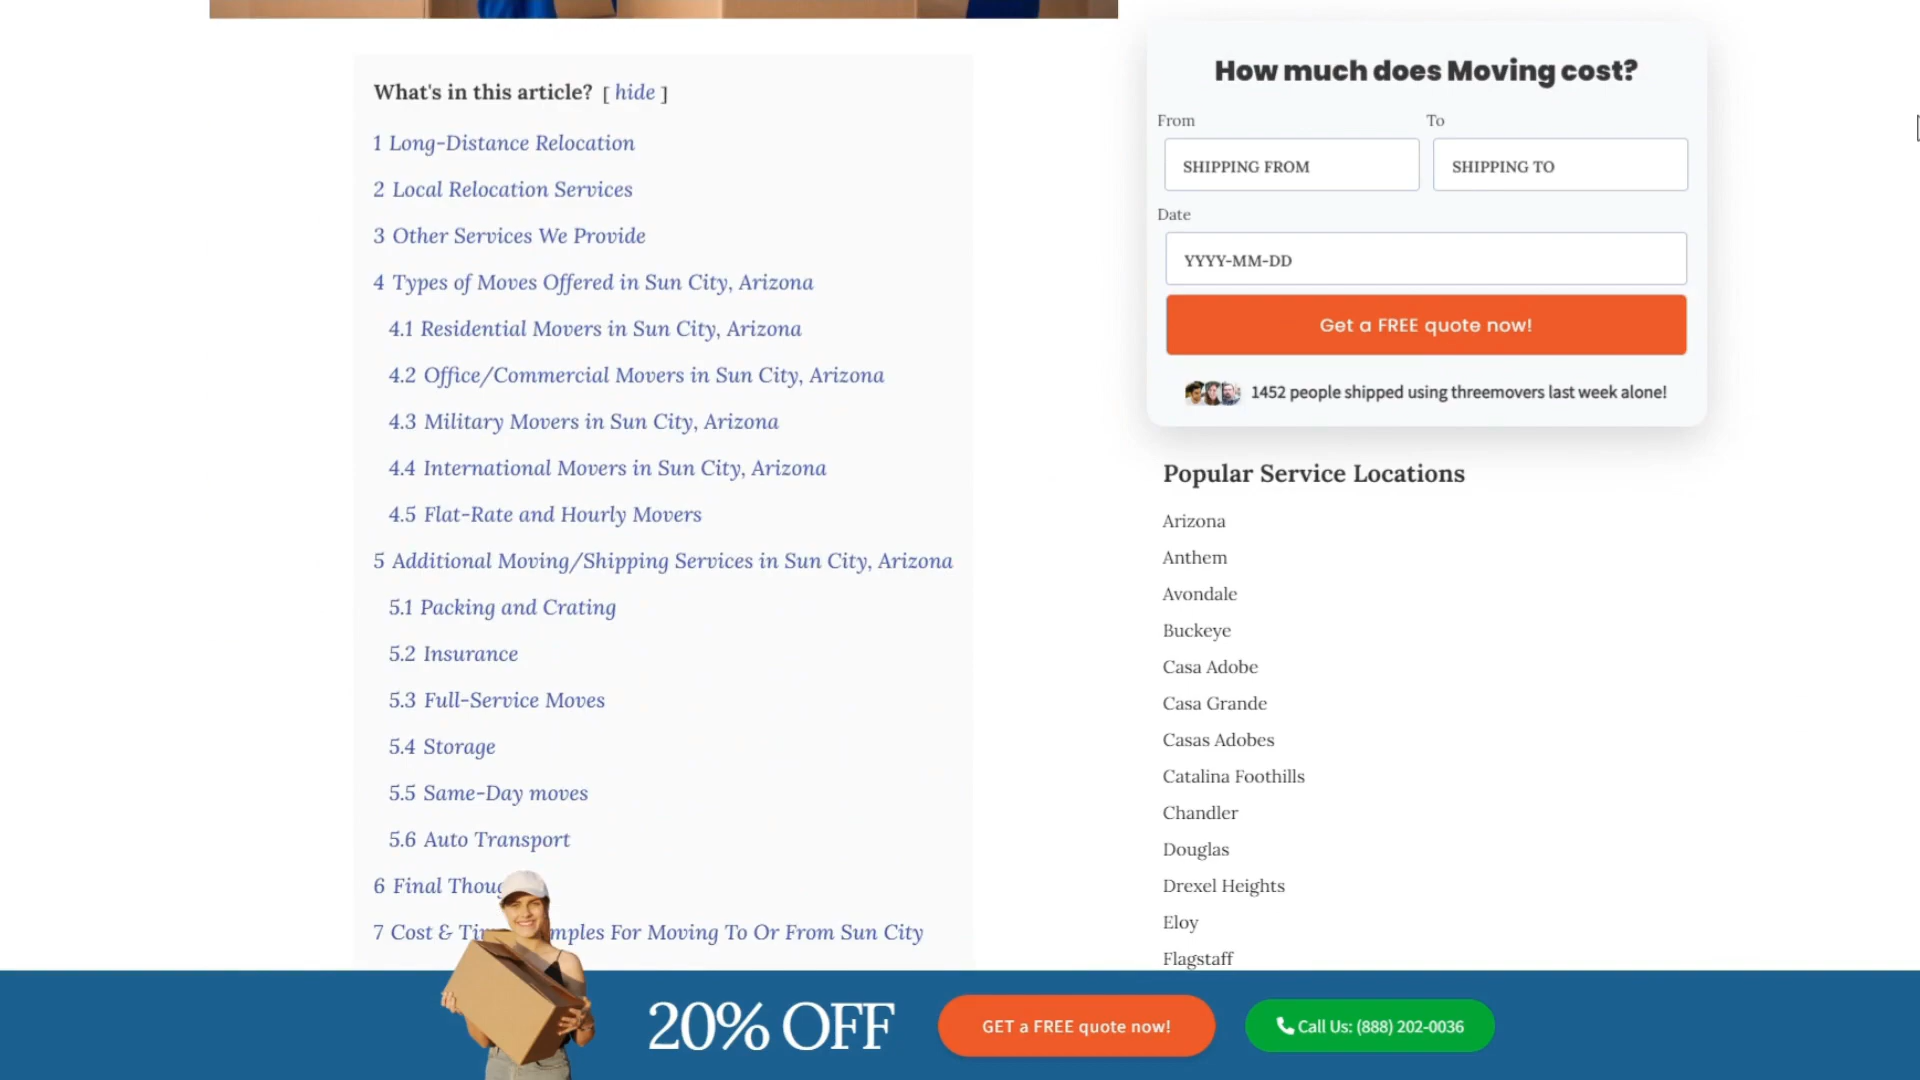 What's in this article? [ hide ]
1 Long-Distance Relocation
2 Local Relocation Services
3 Other Services We Provide
4 Types of Moves Offered in Sun City, Arizona
4.1 Residential Movers in Sun City, Arizona
4.2 Office/Commercial Movers in Sun City, Arizona
4.3 Military Movers in Sun City, Arizona
4.4 International Movers in Sun City, Arizona
4.5 Flat-Rate and Hourly Movers
5 Additional Moving/Shipping Services in Sun City, Arizona
5.1 Packing and Crating
5.2 Insurance
5.3 Full-Service Moves
5.4 Storage
5.5 Same-Day moves
5.6 Auto Transport
6 Final
7 Cost & For Moving To Or From Sun City
How much does Moving cost?
From To
SHIPPING FROM SHIPPING TO
Date
YYYY-MM-DD
Get a FREE quote now!
1452 people shipped using threemovers last week alone!
Popular Service Locations
Arizona
Anthem
Avondale
Buckeye
Casa Adobe
Casa Grande
Casas Adobes
Catalina Foothills
Chandler
Douglas
Drexel Heights
Eloy
Flagstaff
20% OFF
GET a FREE quote now!
Call Us: (888) 202-0036